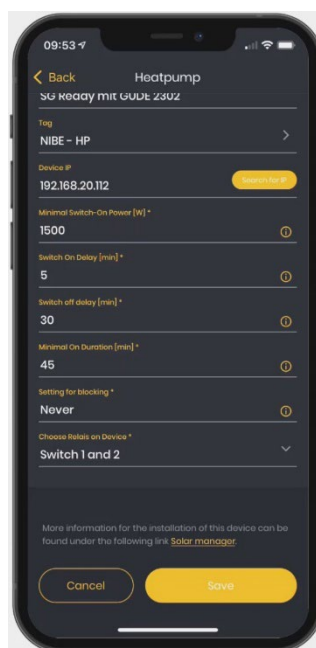 09:53
Back
Heatpump
SG Ready mit GUDE 2302
Tag
NIBE - HP
Device IP
192.168.20.112
Search for IP
Minimal Switch-On Power [W] *
1500
Switch On Delay [min] *
5
Switch off delay [min] *
30
Minimal On Duration [min] *
45
Setting for blocking *
Never
Choose Relais on Device *
Switch 1 and 2
More information for the installation of this device can be
found under the following link Solar manager.
Cancel
Save